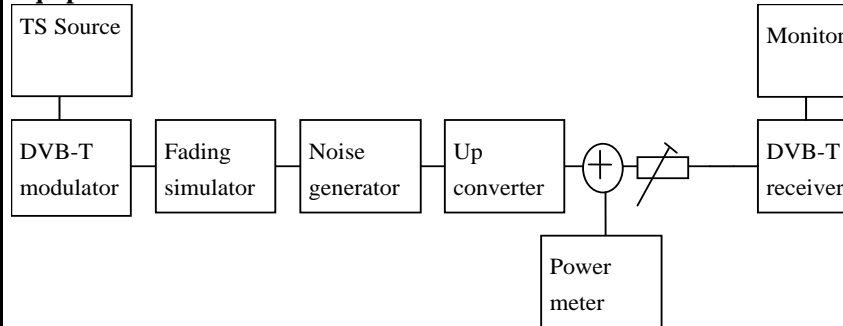 TS Source
Monitor
DVB-T
modulator
Fading
simulator
Noise
generator
Up
converter
DVB-T
receiver
Power
meter